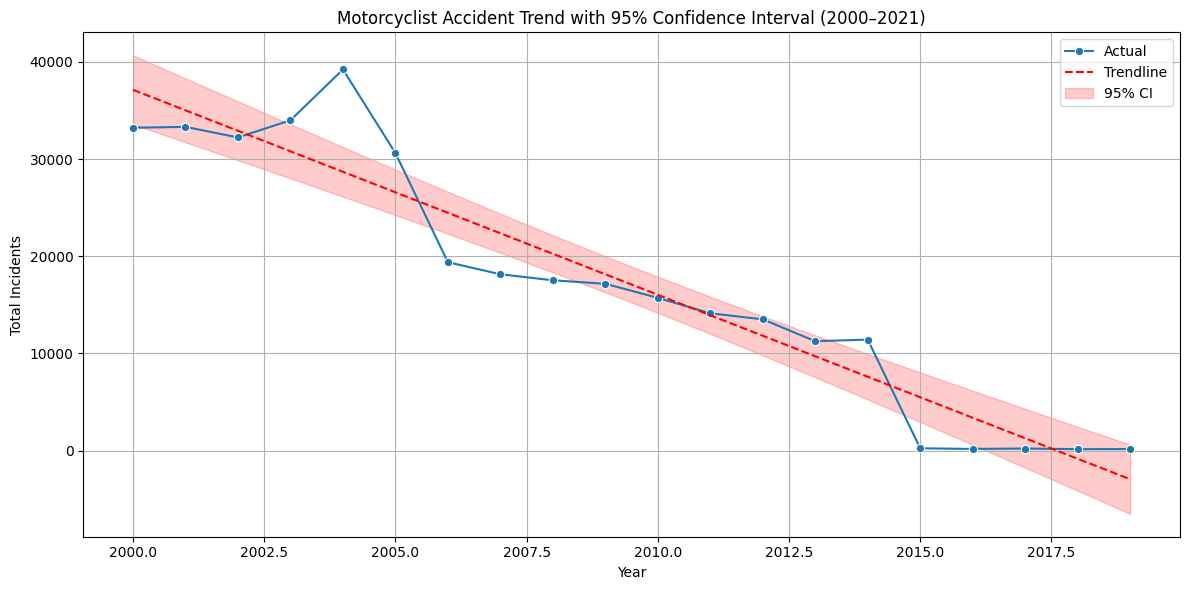 Motorcyclist Accident Trend with 95% Confidence Interval (2000–2021)
Actual
Trendline
95% CI
Total Incidents
40000
30000
20000
10000
0
2000.0 2002.5 2005.0 2007.5 2010.0 2012.5 2015.0 2017.5
Year